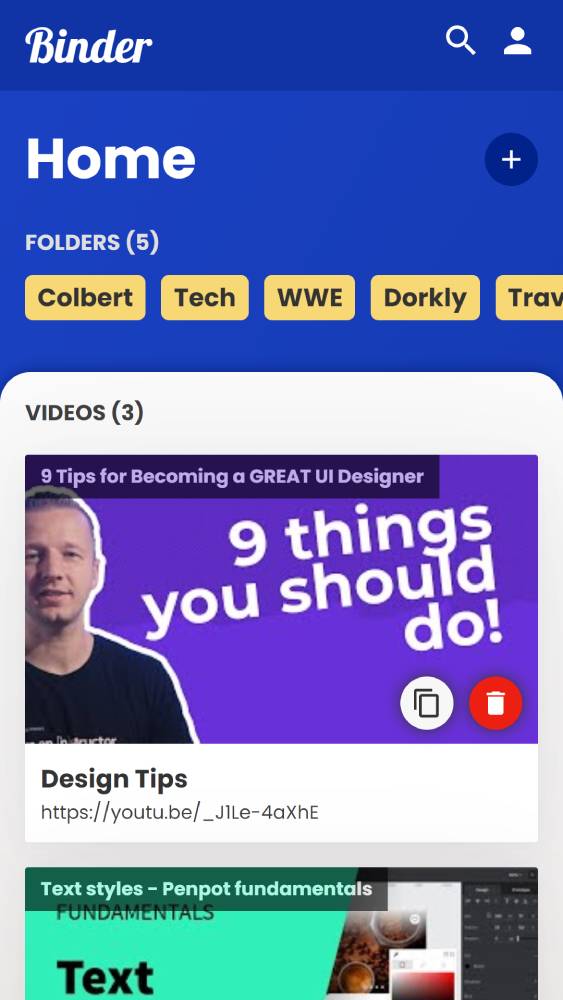 Binder
Home
FOLDERS (5)
Colbert Tech WWE Dorkly Trav
VIDEOS (3)
9 Tips for Becoming a GREAT UI Designer
9 things
you should
do!
Design Tips
https://youtu.be/_J1Le-4aXhE
Text styles - Penpot fundamentals
FUNDAMENTALS
Text